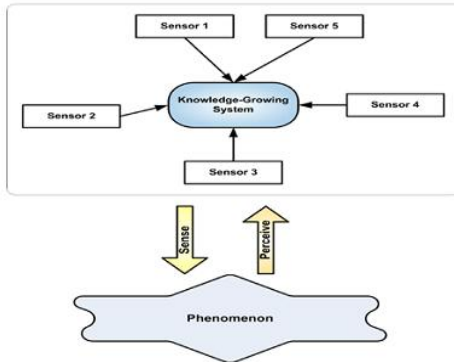 Sensor 1
Sensor 5
Knowledge-Growing
System
Sensor 2
Sensor 4
Sensor 3
Sense
Perceive
Phenomenon